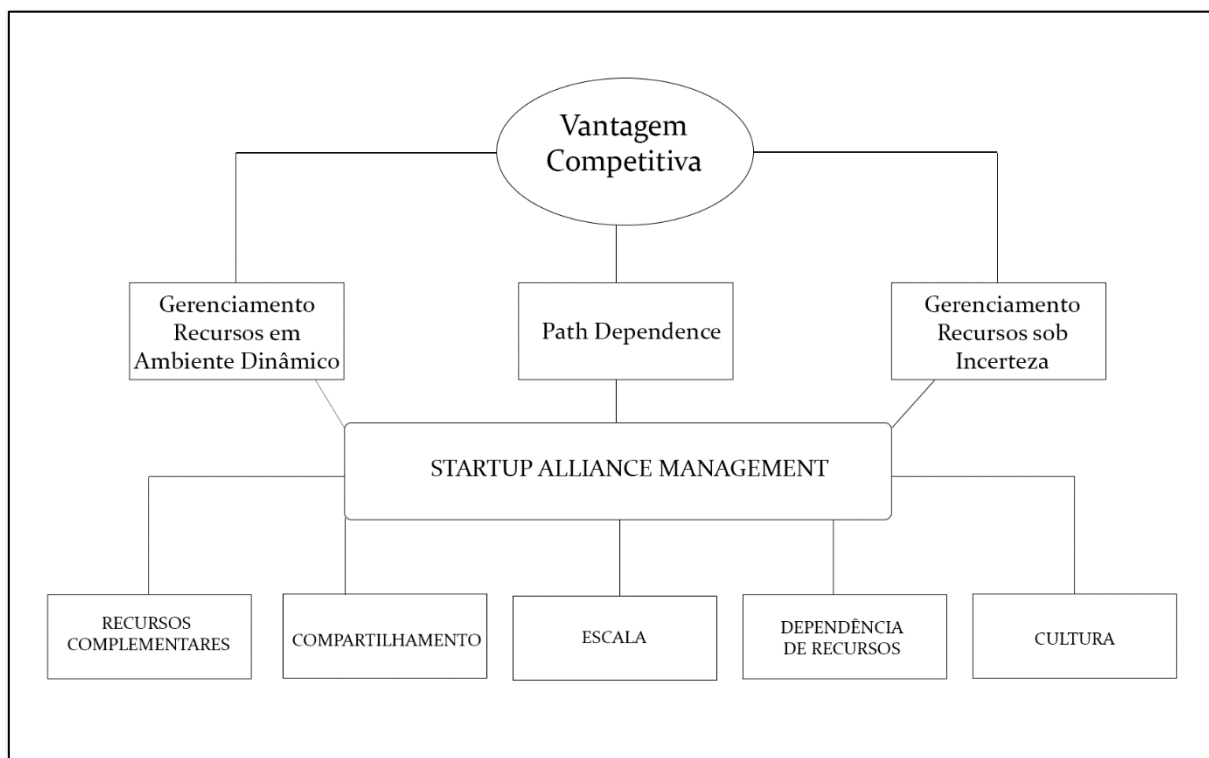 Vantagem
Competitiva
Gerenciamento
Recursos em
Ambiente Dinâmico
Path Dependence
Gerenciamento
Recursos sob
Incerteza
STARTUP ALLIANCE MANAGEMENT
RECURSOS
COMPLEMENTARES
COMPARTILHAMENTO
ESCALA
DEPENDÊNCIA
DE RECURSOS
CULTURA